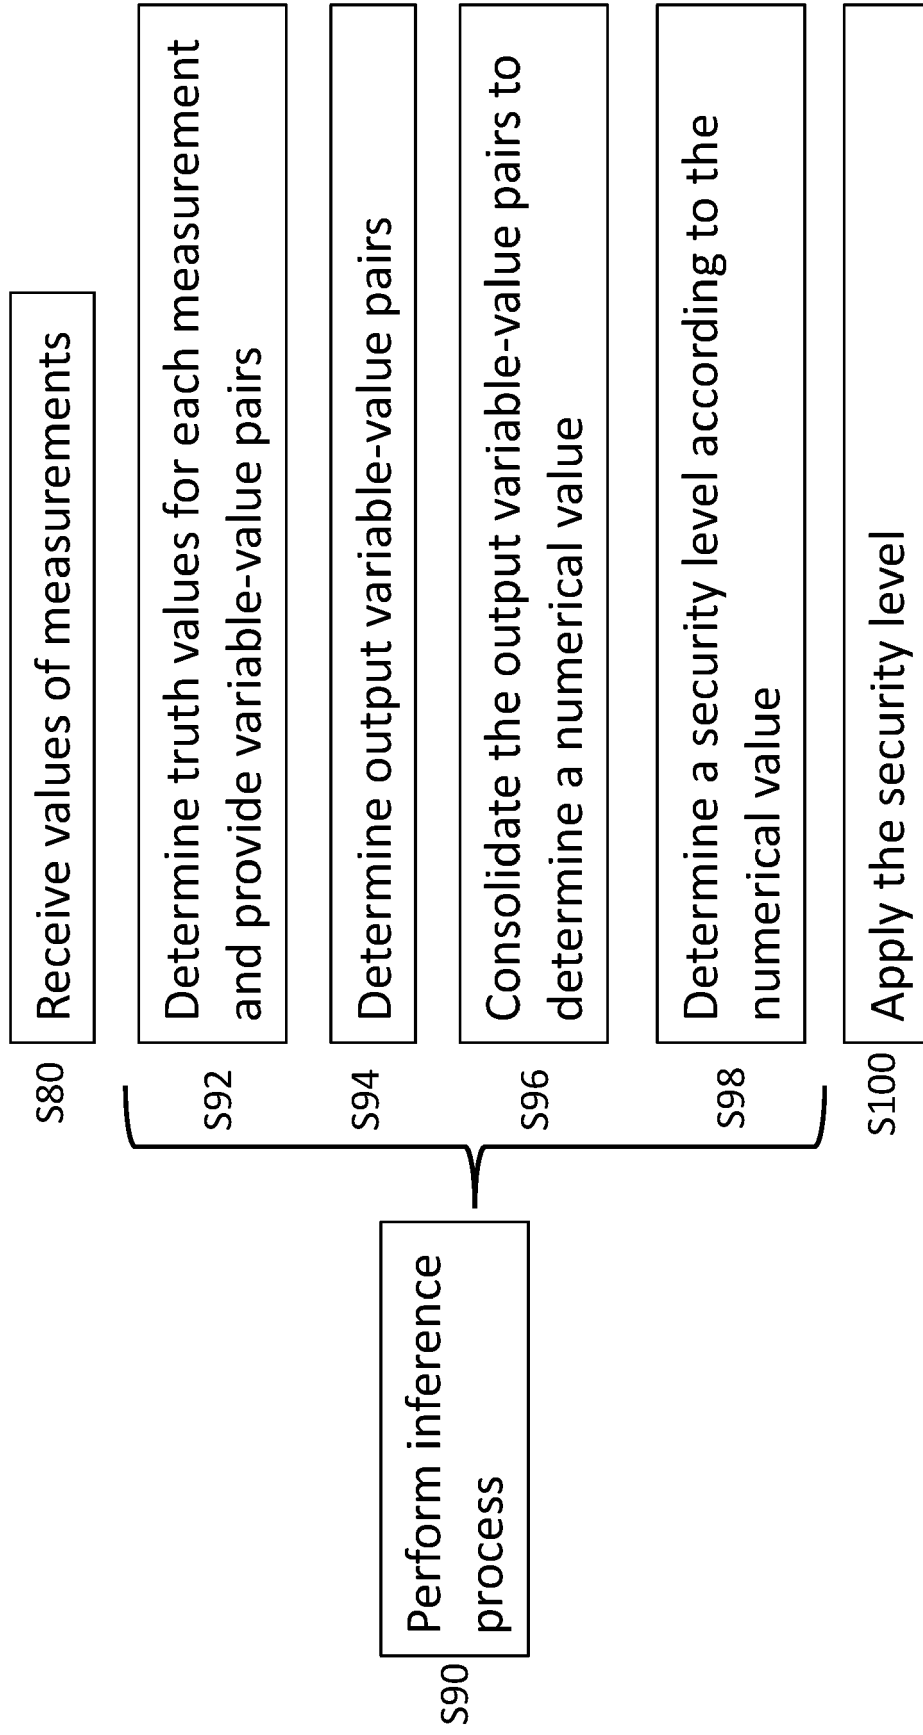 S80
Receive values of measurements
S90
Perform inference
process
S92
Determine truth values for each measurement
and provide variable-value pairs
S94
Determine output variable-value pairs
S96
Consolidate the output variable-value pairs to
determine a numerical value
S98
Determine a security level according to the
numerical value
S100
Apply the security level